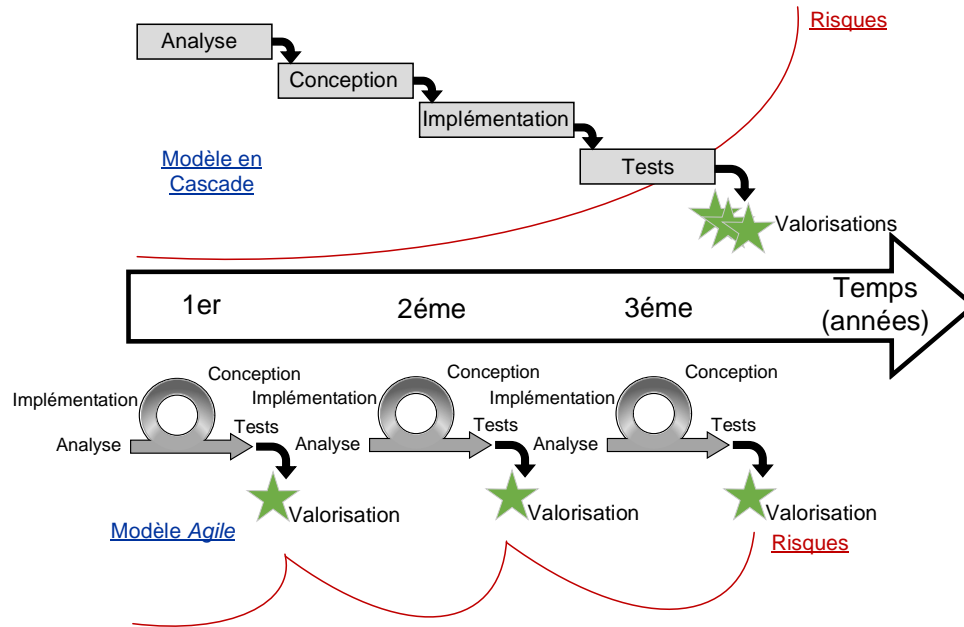 Risques
Analyse
Conception
Implémentation
Modèle en
Cascade
Tests
Valorisations
1er
2éme
3éme
Temps
(années)
Conception
Implémentation
Analyse
Tests
Valorisation
Conception
Implémentation
Analyse
Tests
Valorisation
Conception
Implémentation
Analyse
Tests
Valorisation
Modèle Agile
Risques